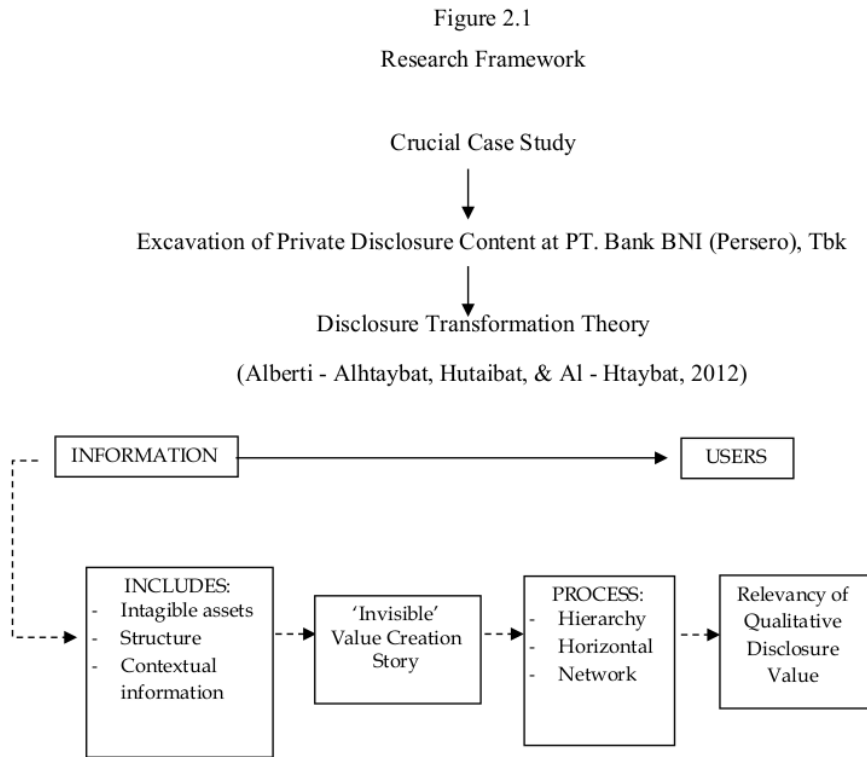 Figure 2.1
Research Framework
Crucial Case Study
Excavation of Private Disclosure Content at PT. Bank BNI (Persero), Tbk
Disclosure Transformation Theory
(Alberti - Alhtaybat, Hutaibat, & Al - Htaybat, 2012)
INFORMATION
USERS
INCLUDES:
- Intagible assets
- Structure
- Contextual
information
‘Invisible’
Value Creation
Story
PROCESS:
- Hierarchy
- Horizontal
- Network
Relevancy of
Qualitative
Disclosure
Value